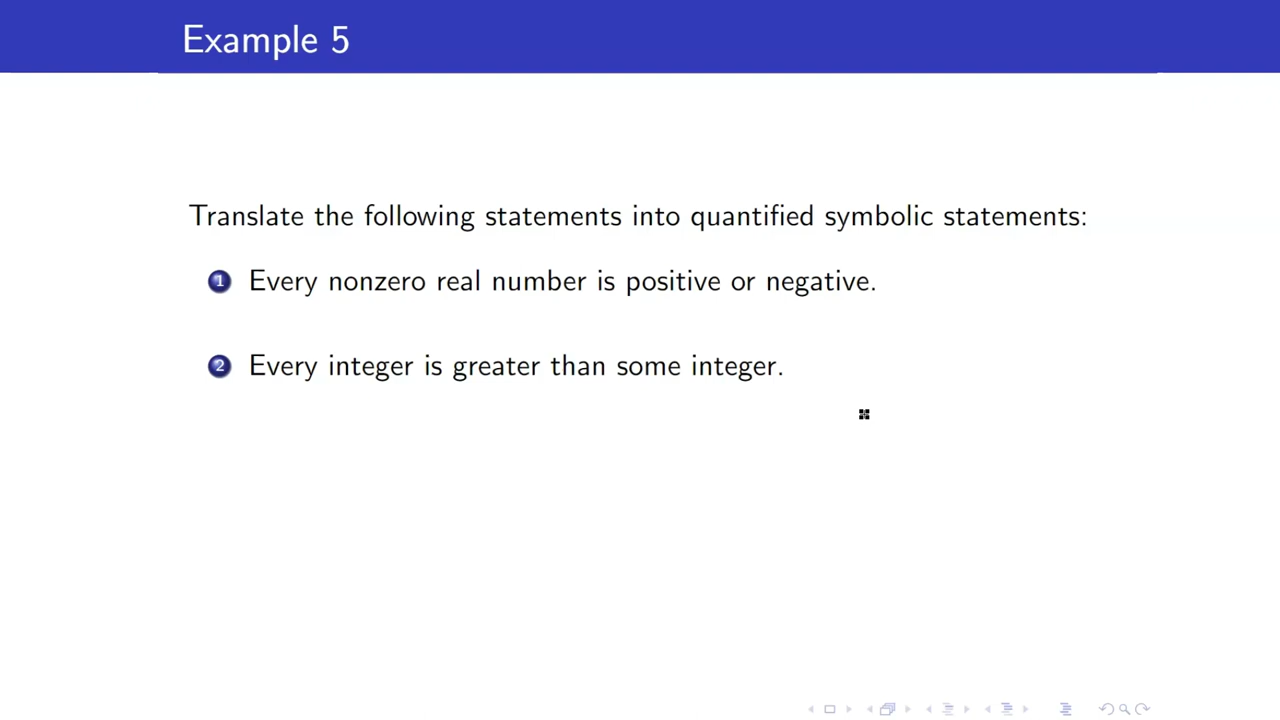 Example 5
Translate the following statements into quantified symbolic statements:
1 Every nonzero real number is positive or negative.
2 Every integer is greater than some integer.